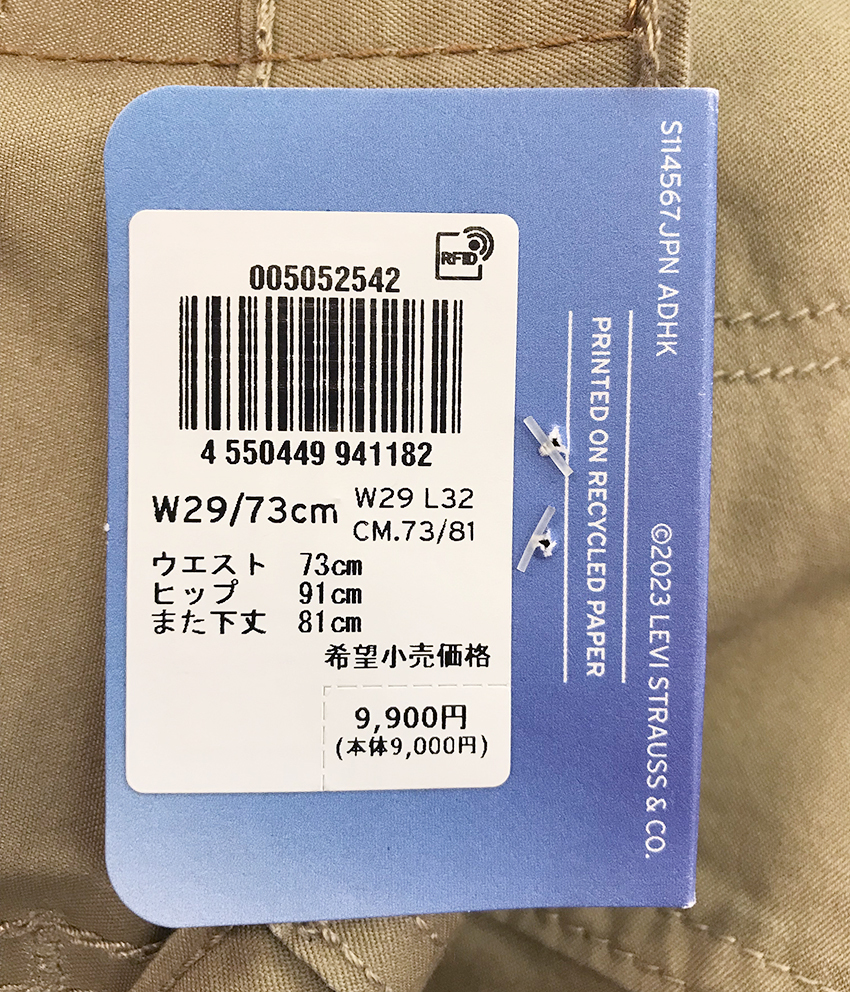 RFID
005052542
4 550449 941182
W29/73cm
W29 L32
CM.73/81
ウエスト 73cm
ヒップ 91cm
また下丈 81cm
希望小売価格
9,900円
(本体9,000円)
S114567JPN ADHK
PRINTED ON RECYCLED PAPER
©2023 LEVI STRAUSS & CO.